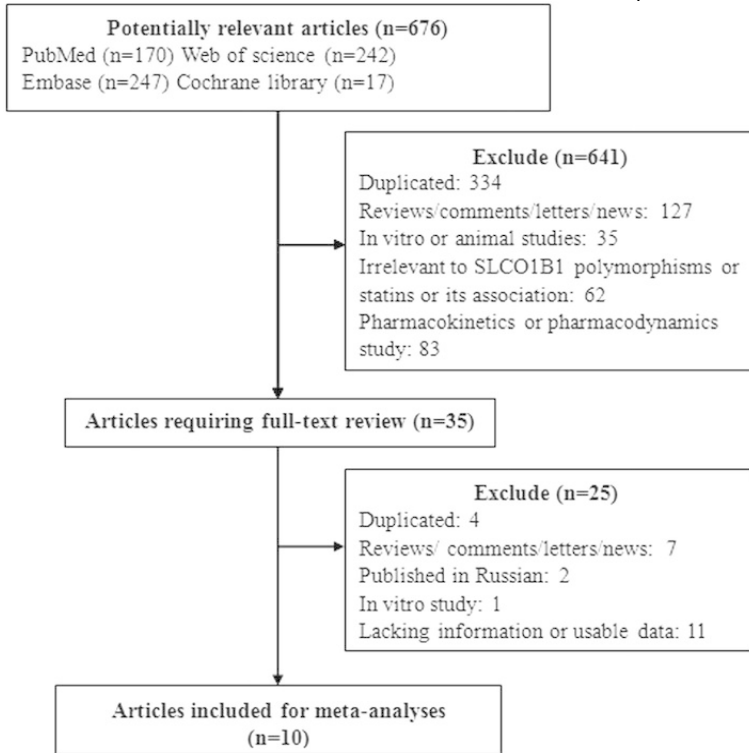 Potentially relevant articles (n=676)
PubMed (n=170) Web of science (n=242)
Embase (n=247) Cochrane library (n=17)
Exclude (n=641)
Duplicated: 334
Reviews/comments/letters/news: 127
In vitro or animal studies: 35
Irrelevant to SLCO1B1 polymorphisms or
statins or its association: 62
Pharmacokinetics or pharmacodynamics
study: 83
Articles requiring full-text review (n=35)
Exclude (n=25)
Duplicated: 4
Reviews/ comments/letters/news: 7
Published in Russian: 2
In vitro study: 1
Lacking information or usable data: 11
Articles included for meta-analyses
(n=10)